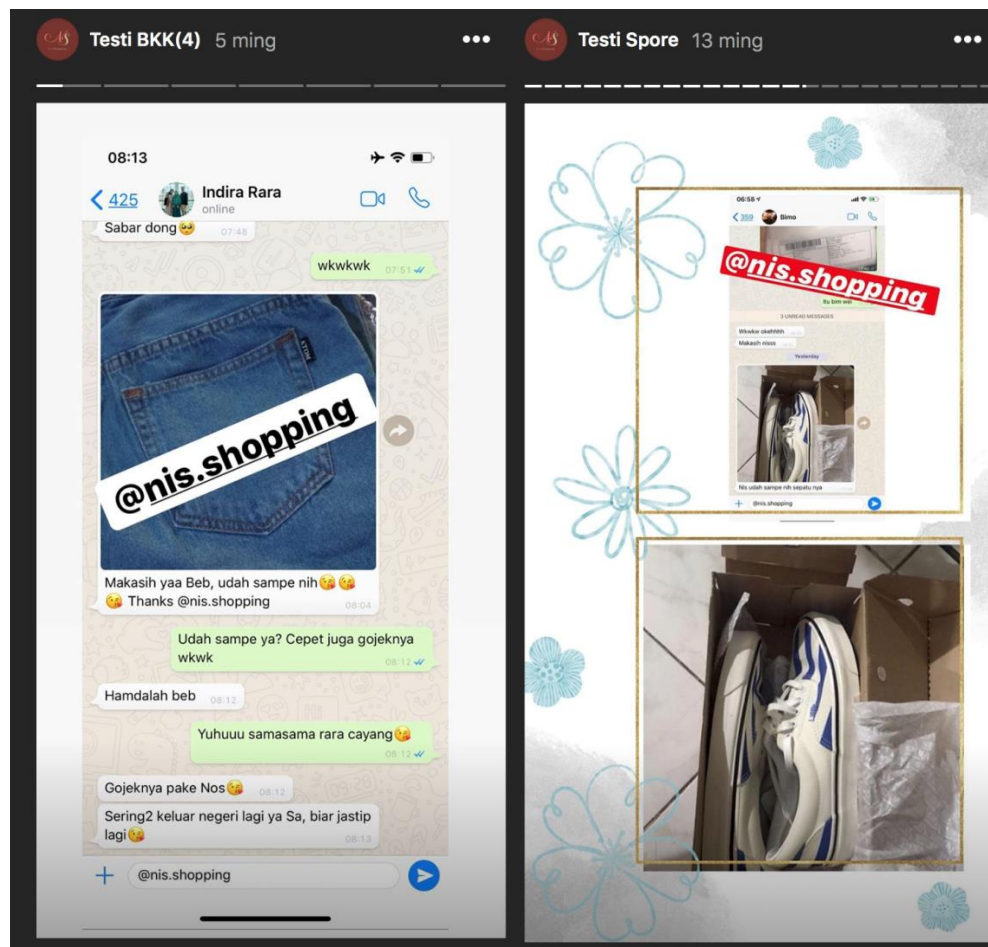 Testi BKK(4) 5 ming
08:13
425
Indira Rara
online
Sabar dong🥺 07:48
wkwkwk 07:51
@nis.shopping
Makasih yaa Beb, udah sampe nih😘😘
😘 Thanks @nis.shopping 08:04
Udah sampe ya? Cepet juga gojeknya
wkwk 08:12
Hamdalah beb 08:12
Yuhuuu samasama rara cayang😘
08:12
Gojeknya pake Nos😘 08:12
Sering2 keluar negeri lagi ya Sa, biar jastip
lagi😘 08:13
@nis.shopping
Testi Spore 13 ming
06:58
359
Bimo
@nis.shopping
Itu bim wei
3 UNREAD MESSAGES
Wkwkw okehhhh
Makasih nisss
Yesterday
Nis udah sampe nih sepatu nya
@nis.shopping